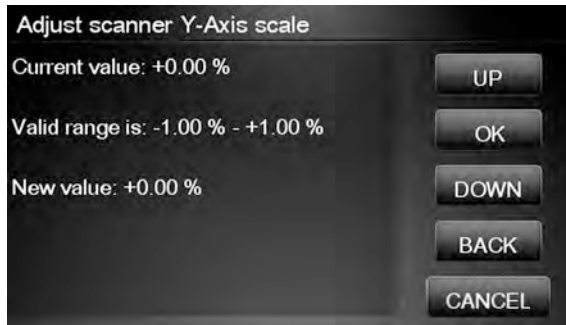 Adjust scanner Y-Axis scale
Current value: +0.00 %
UP
Valid range is: -1.00 % - +1.00 %
OK
New value: +0.00 %
DOWN
BACK
CANCEL